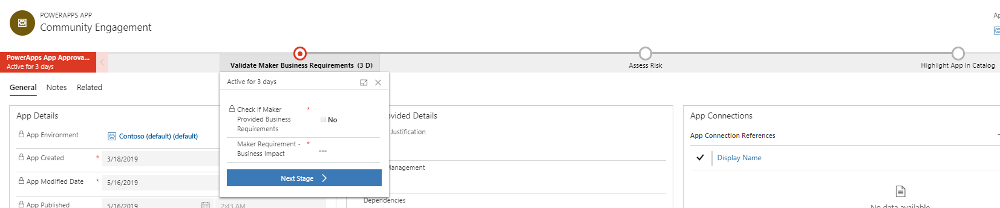 POWERAPPS APP
Community Engagement
Ap
PowerApps App Approva...
Active for 3 days
Validate Maker Business Requirements (3 D)
Assess Risk
Highlight App In Catalog
Active for 3 days
General
Notes
Related
Check if Maker
Provided Business
Requirements
*
No
Maker Requirement -
Business Impact
*
---
Next Stage
App Details
App Environment
Contoso (default) (default)
App Created
*
3/18/2019
App Modified Date
*
5/16/2019
App Published
5/16/2019
2:43 AM
ovided Details
Justification
Management
Dependencies
App Connections
App Connection References
Display Name
No data available